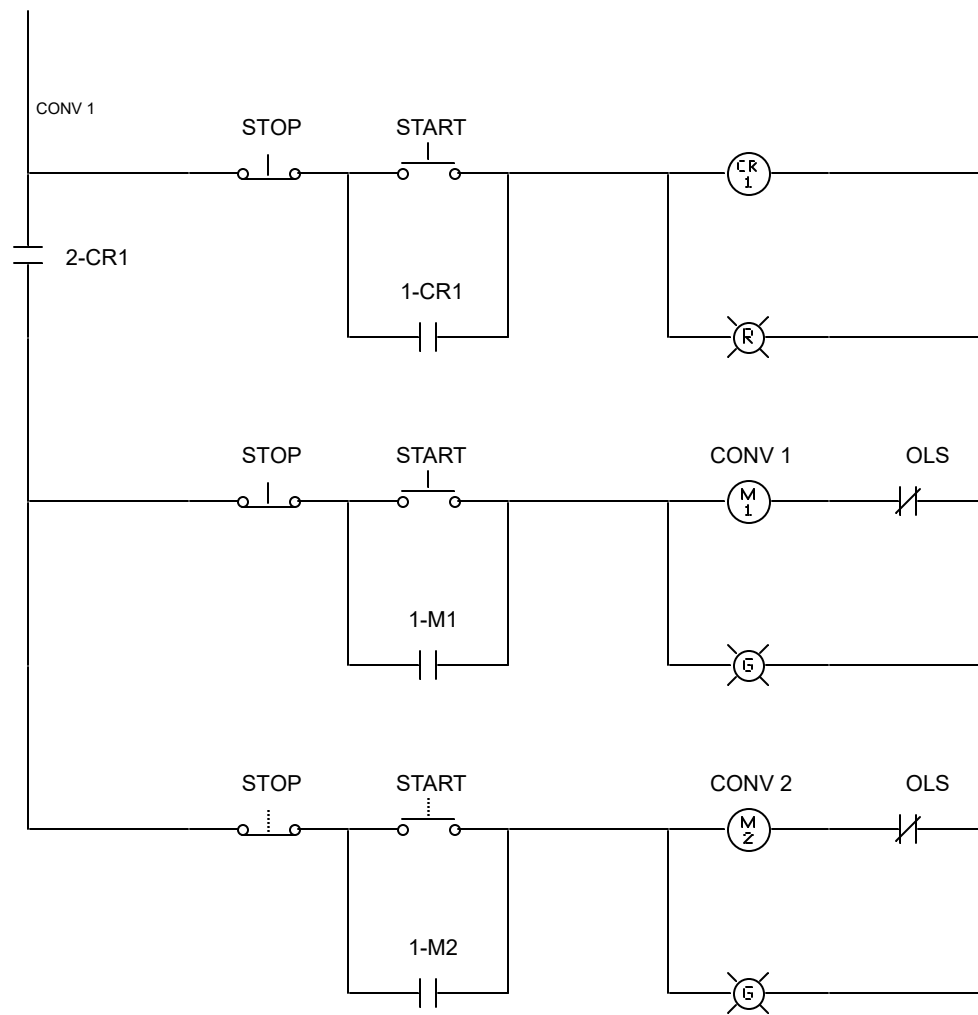 CONV 1
STOP START
CR
1
2-CR1
1-CR1
R
STOP START CONV 1 OLS
M
1
1-M1
G
STOP START CONV 2 OLS
M
2
1-M2
G